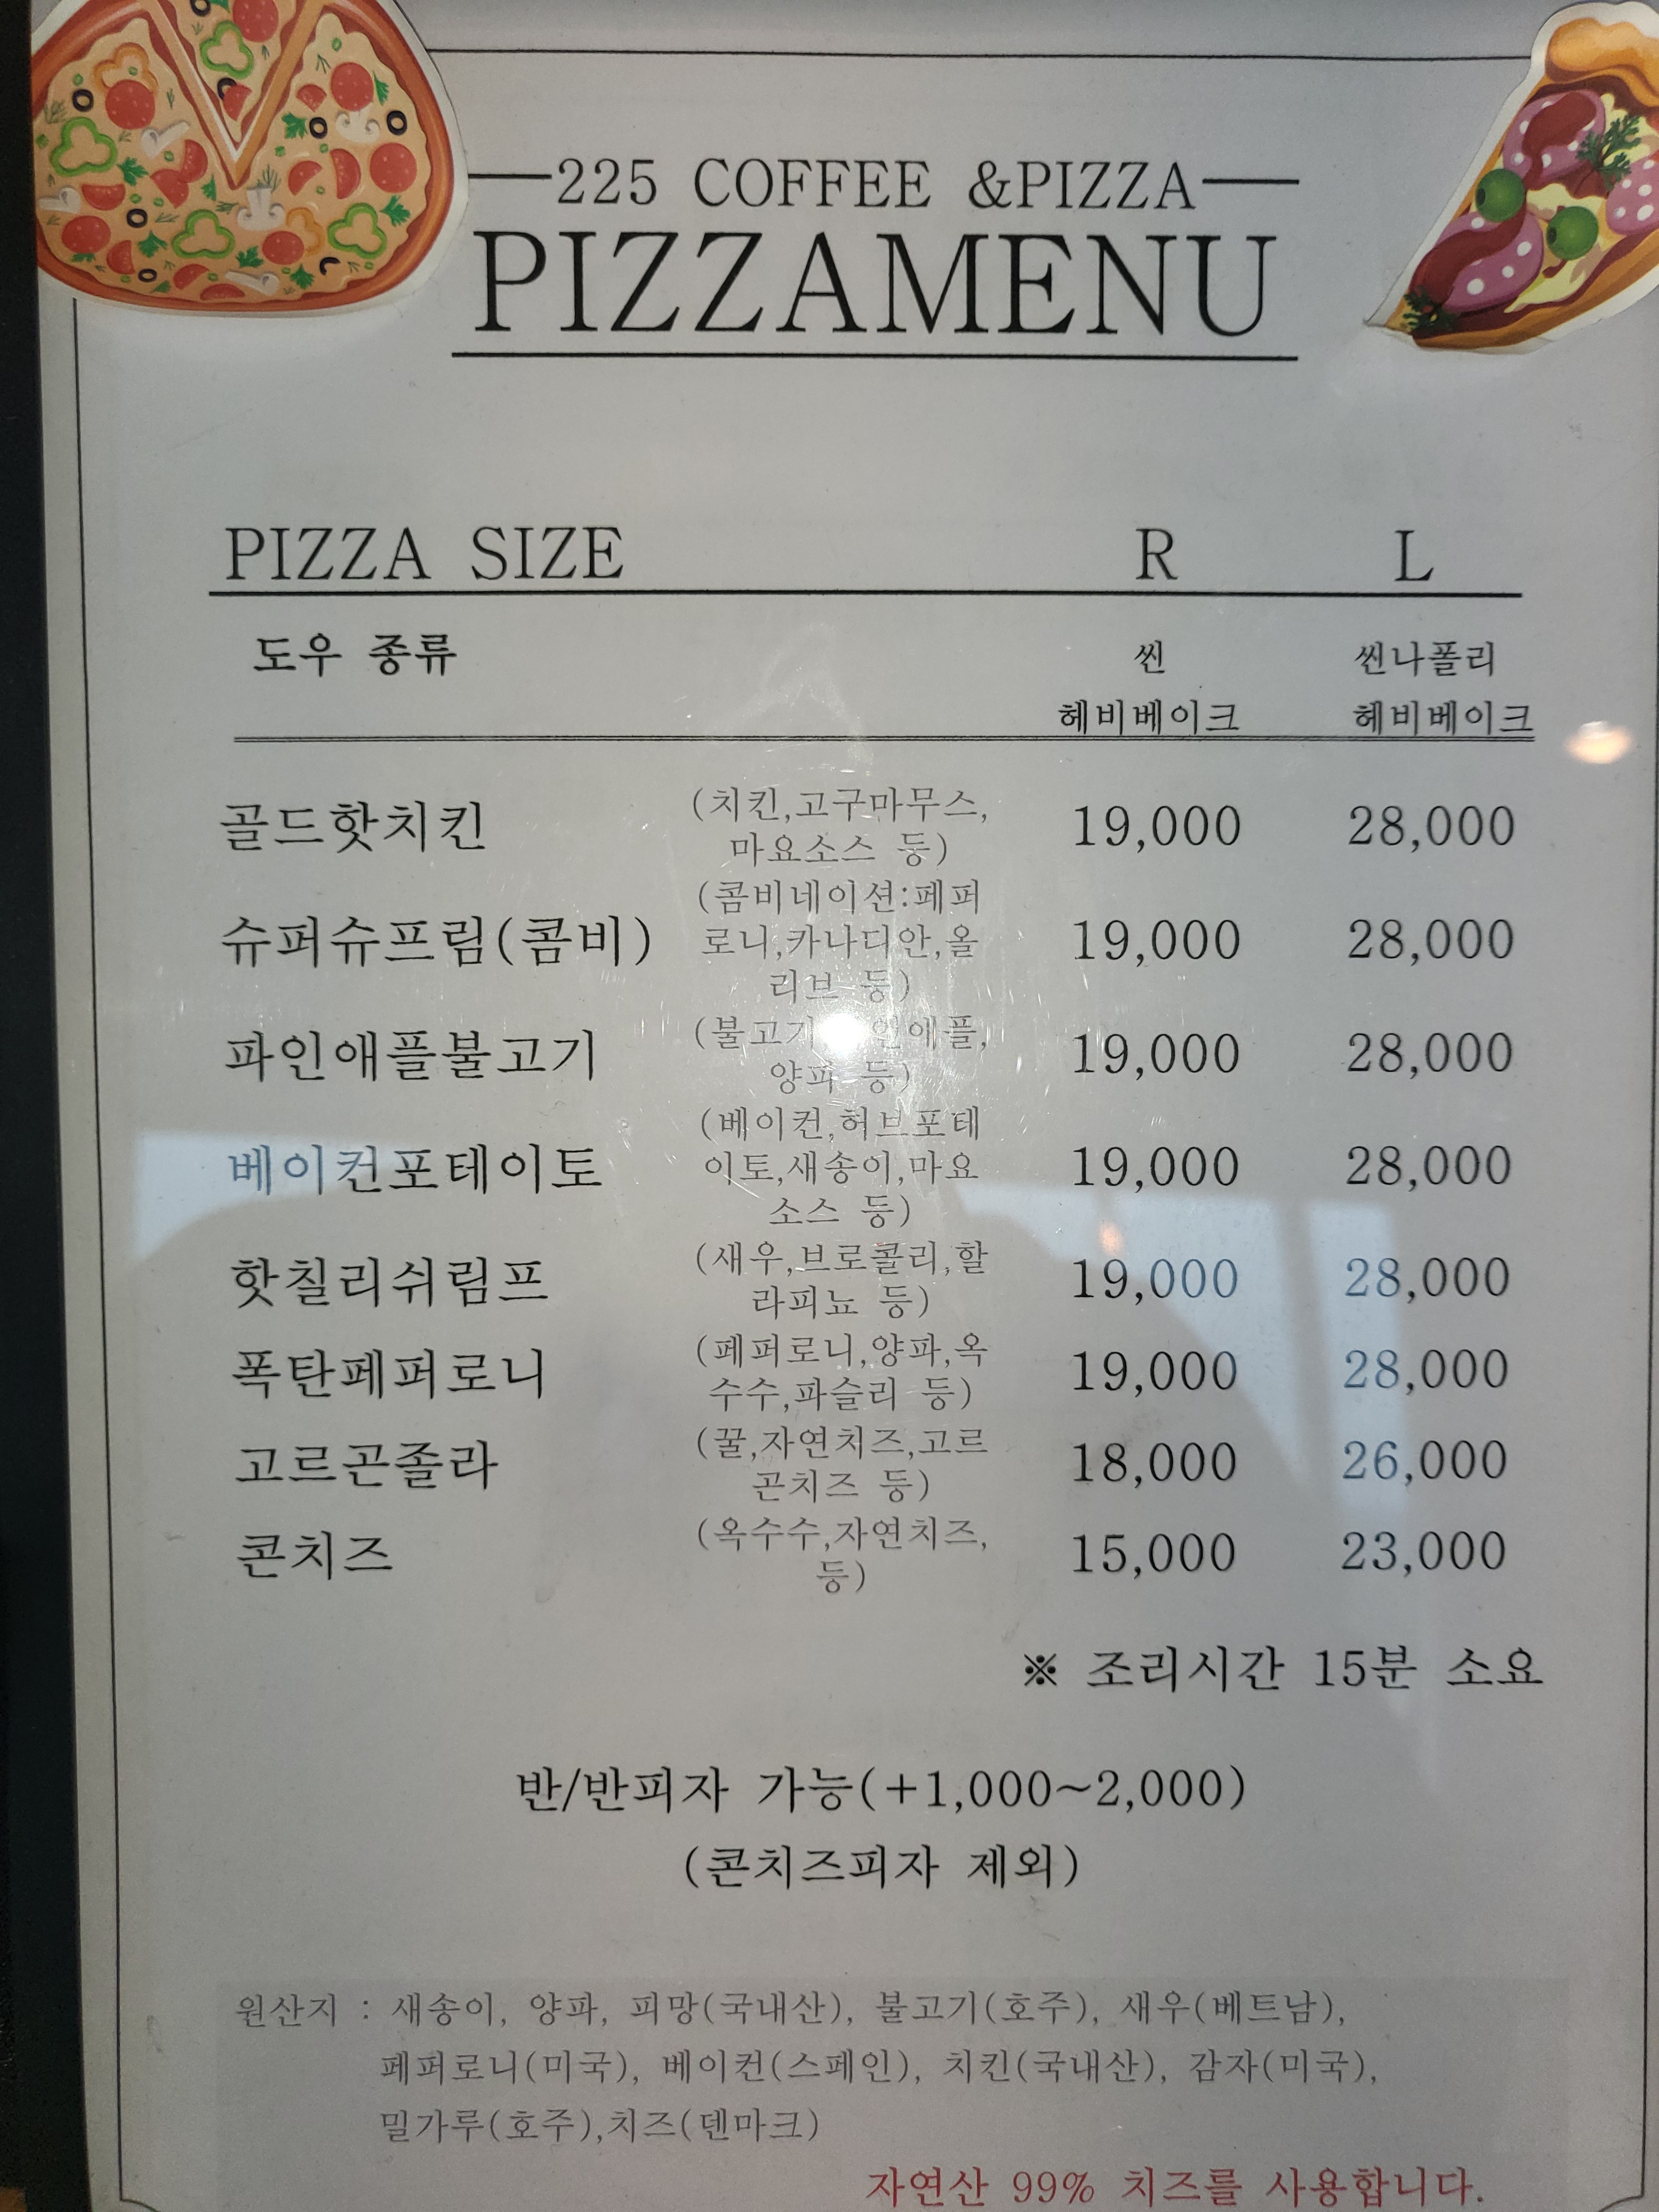 225 COFFEE &PIZZA
PIZZAMENU
PIZZA SIZE R L
도우 종류 씬 씬나폴리
헤비베이크 헤비베이크
골드핫치킨 (치킨,고구마무스, 마요소스 등) 19,000 28,000
슈퍼슈프림(콤비) (콤비네이션:페퍼로니,카나디안,올리브 등) 19,000 28,000
파인애플불고기 (불고기 인애플, 양파 등) 19,000 28,000
베이컨포테이토 (베이컨,허브포테이토,새송이,마요소스 등) 19,000 28,000
핫칠리쉬림프 (새우,브로콜리,할라피뇨 등) 19,000 28,000
폭탄페퍼로니 (페퍼로니,양파,옥수수,파슬리 등) 19,000 28,000
고르곤졸라 (꿀,자연치즈,고르곤치즈 등) 18,000 26,000
콘치즈 (옥수수,자연치즈, 등) 15,000 23,000
※ 조리시간 15분 소요
반/반피자 가능(+1,000~2,000)
(콘치즈피자 제외)
원산지 : 새송이, 양파, 피망(국내산), 불고기(호주), 새우(베트남),
페퍼로니(미국), 베이컨(스페인), 치킨(국내산), 감자(미국),
밀가루(호주),치즈(덴마크)
자연산 99% 치즈를 사용합니다.